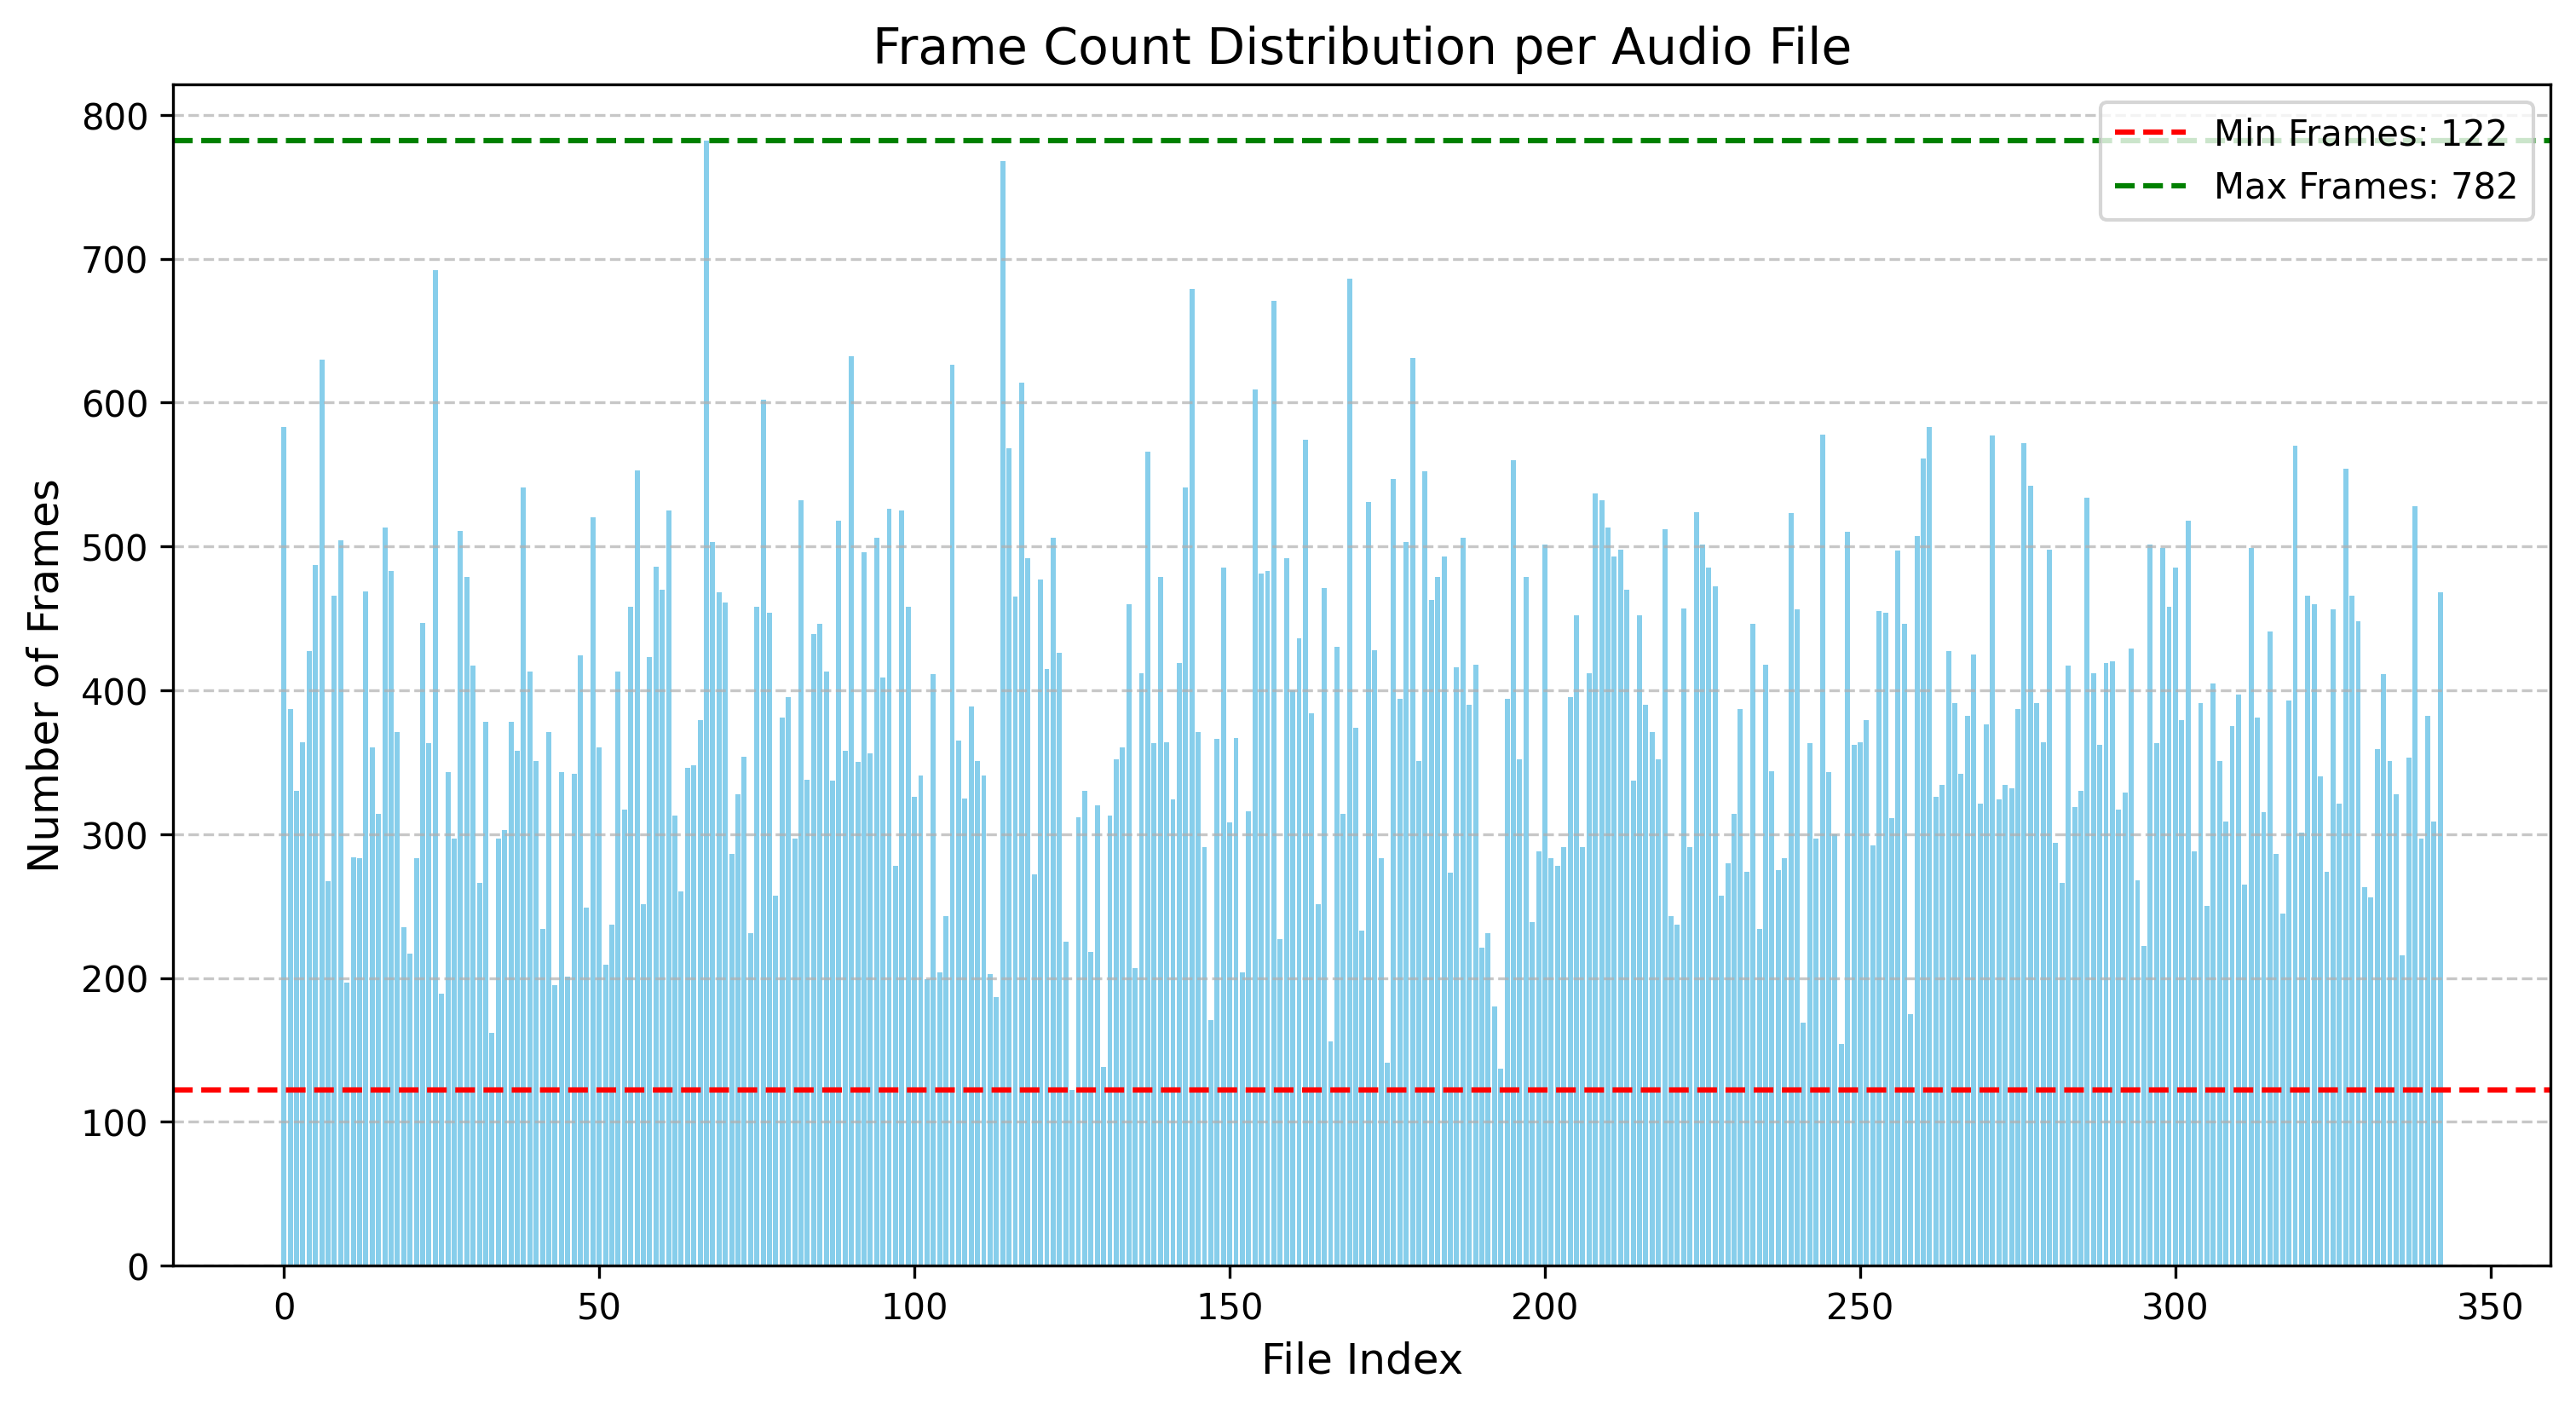 Frame Count Distribution per Audio File
Min Frames: 122
Max Frames: 782
Number of Frames
800
700
600
500
400
300
200
100
0
0 50 100 150 200 250 300 350
File Index